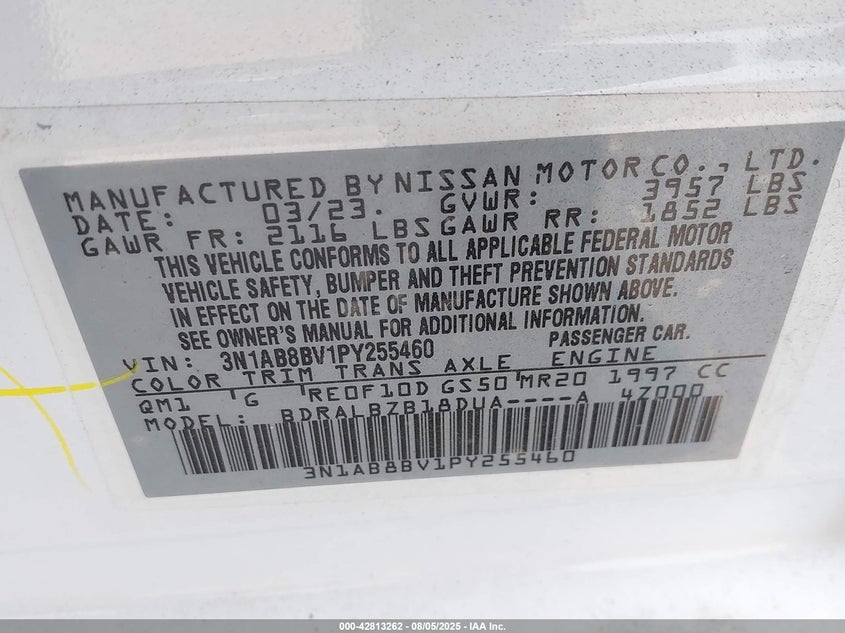 MANUFACTURED BY NISSAN MOTOR CO., LTD.
DATE: 03/23. GVWR: 3957 LBS
GAWR FR: 2116 LBS GAWR RR: 1852 LBS
THIS VEHICLE CONFORMS TO ALL APPLICABLE FEDERAL MOTOR
VEHICLE SAFETY, BUMPER AND THEFT PREVENTION STANDARDS
IN EFFECT ON THE DATE OF MANUFACTURE SHOWN ABOVE.
SEE OWNER'S MANUAL FOR ADDITIONAL INFORMATION.
VIN: 3N1AB8BV1PY255460 PASSENGER CAR.
COLOR TRIM TRANS AXLE ENGINE
QM1 G RE0F10D GS50 MR20 1997 CC
MODEL: BDRALBZB18DUA----A 4Z000
3N1AB8BV1PY255460
000-42813262 - 08/05/2025 - IAA Inc.